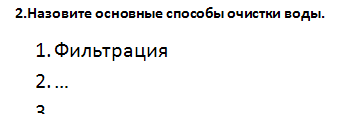 2.Назовите основные способы очистки воды.
1. Фильтрация
2. ...
3